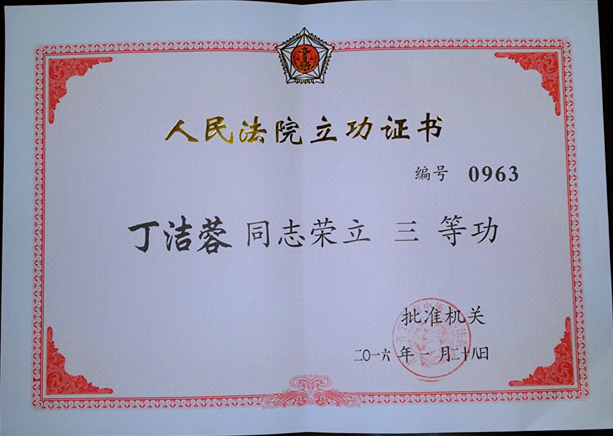 人民法院立功证书
编号 0963
丁洁蓉 同志荣立 三 等功
批准机关
二〇一六 年 一 月二十八日